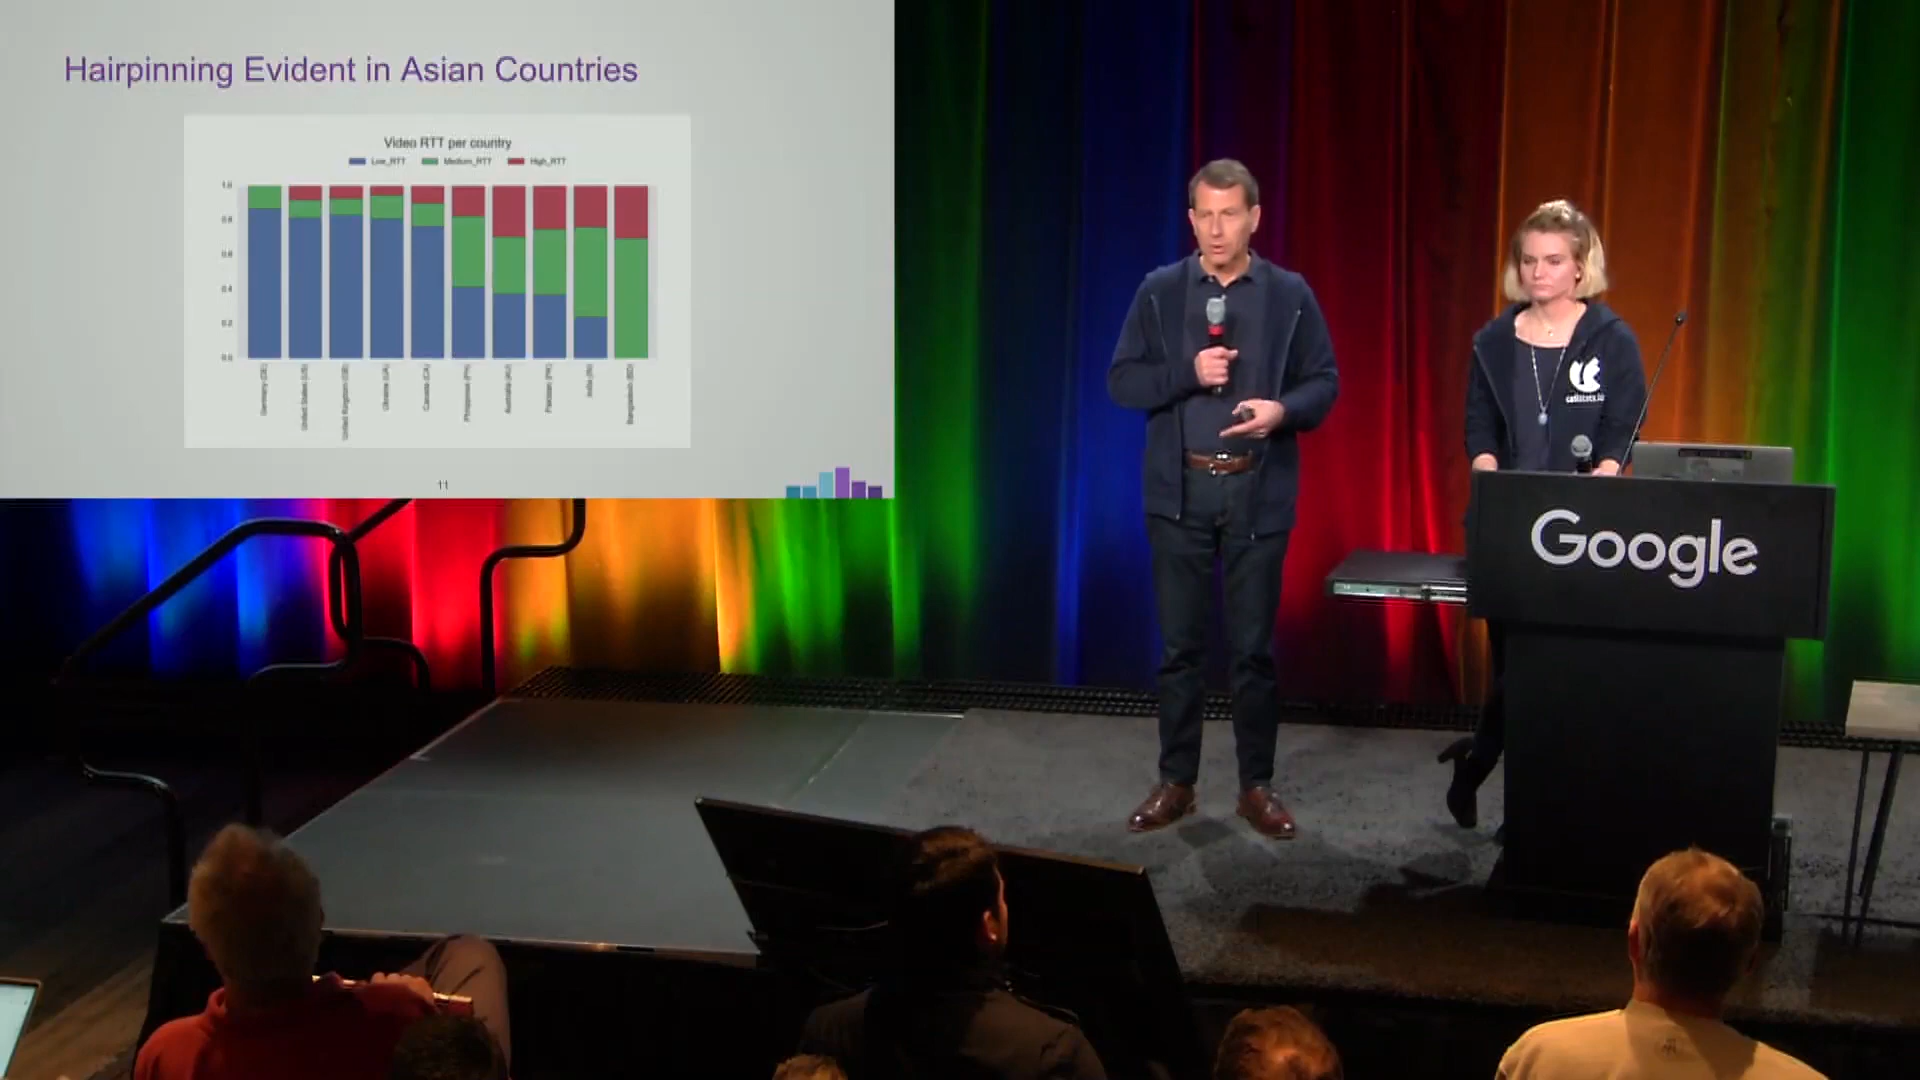 Hairpinning Evident in Asian Countries
Video RTT per country
Low_RTT Medium_RTT High_RTT
1.0
0.8
0.6
0.4
0.2
0.0
Germany (DE)
United States (US)
United Kingdom (GB)
Ukraine (UA)
Canada (CA)
Philippines (PH)
Australia (AU)
Pakistan (PK)
India (IN)
Bangladesh (BD)
11
callstats.io
Google